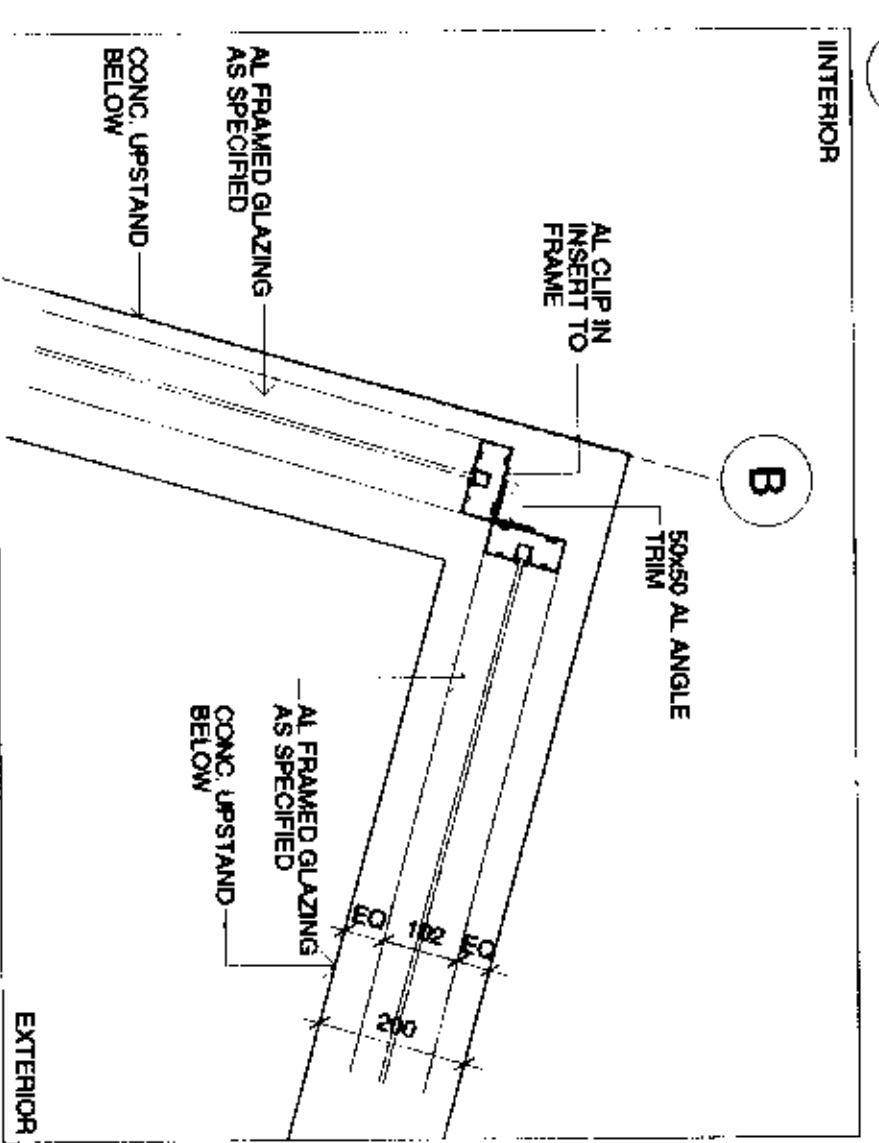 IINTERIOR
B
AL CLIP IN
INSERT TO
FRAME
50x50 AL ANGLE
TRIM
AL FRAMED GLAZING
AS SPECIFIED
CONC. UPSTAND
BELOW
AL FRAMED GLAZING
AS SPECIFIED
CONC. UPSTAND
BELOW
EQ
102
EQ
200
EXTERIOR